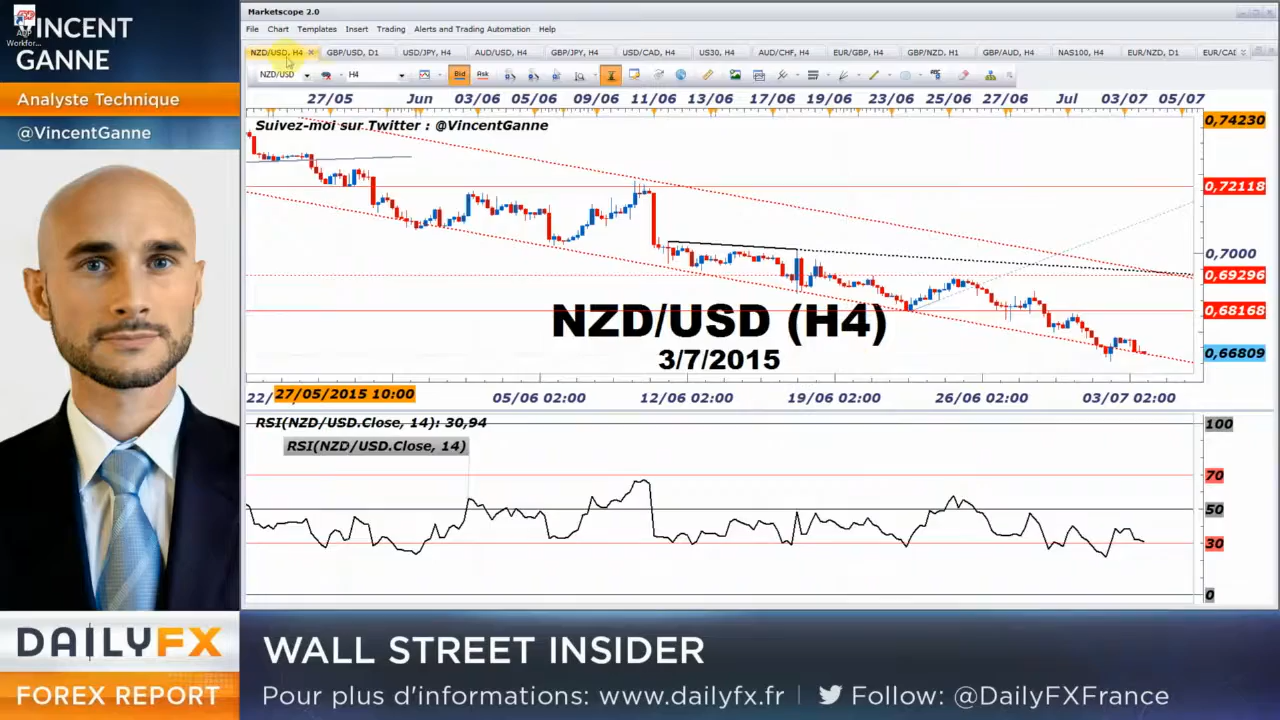 VINCENT
GANNE
Analyste Technique
@VincentGanne
Marketscope 2.0
File Chart Templates Insert Trading Alerts and Trading Automation Help
NZD/USD, H4 GBP/USD, D1 USD/JPY, H4 AUD/USD, H4 GBP/JPY, H4 USD/CAD, H4 US30, H4 AUD/CHF, H4 EUR/GBP, H4 GBP/NZD, H1 GBP/AUD, H4 NAS100, H4 EUR/NZD, D1 EUR/CAD
NZD/USD H4 Bid Ask
27/05 Jun 03/06 05/06 09/06 11/06 13/06 17/06 19/06 23/06 25/06 27/06 Jul 03/07 05/07
Suivez-moi sur Twitter : @VincentGanne
0,74230
0,72118
0,7000
0,69296
0,68168
0,66809
NZD/USD (H4)
3/7/2015
22/ 27/05/2015 10:00 05/06 02:00 12/06 02:00 19/06 02:00 26/06 02:00 03/07 02:00
RSI(NZD/USD.Close, 14): 30,94
RSI(NZD/USD.Close, 14)
100
70
50
30
0
DAILYFX
FOREX REPORT
WALL STREET INSIDER
Pour plus d'informations: www.dailyfx.fr | Follow: @DailyFXFrance